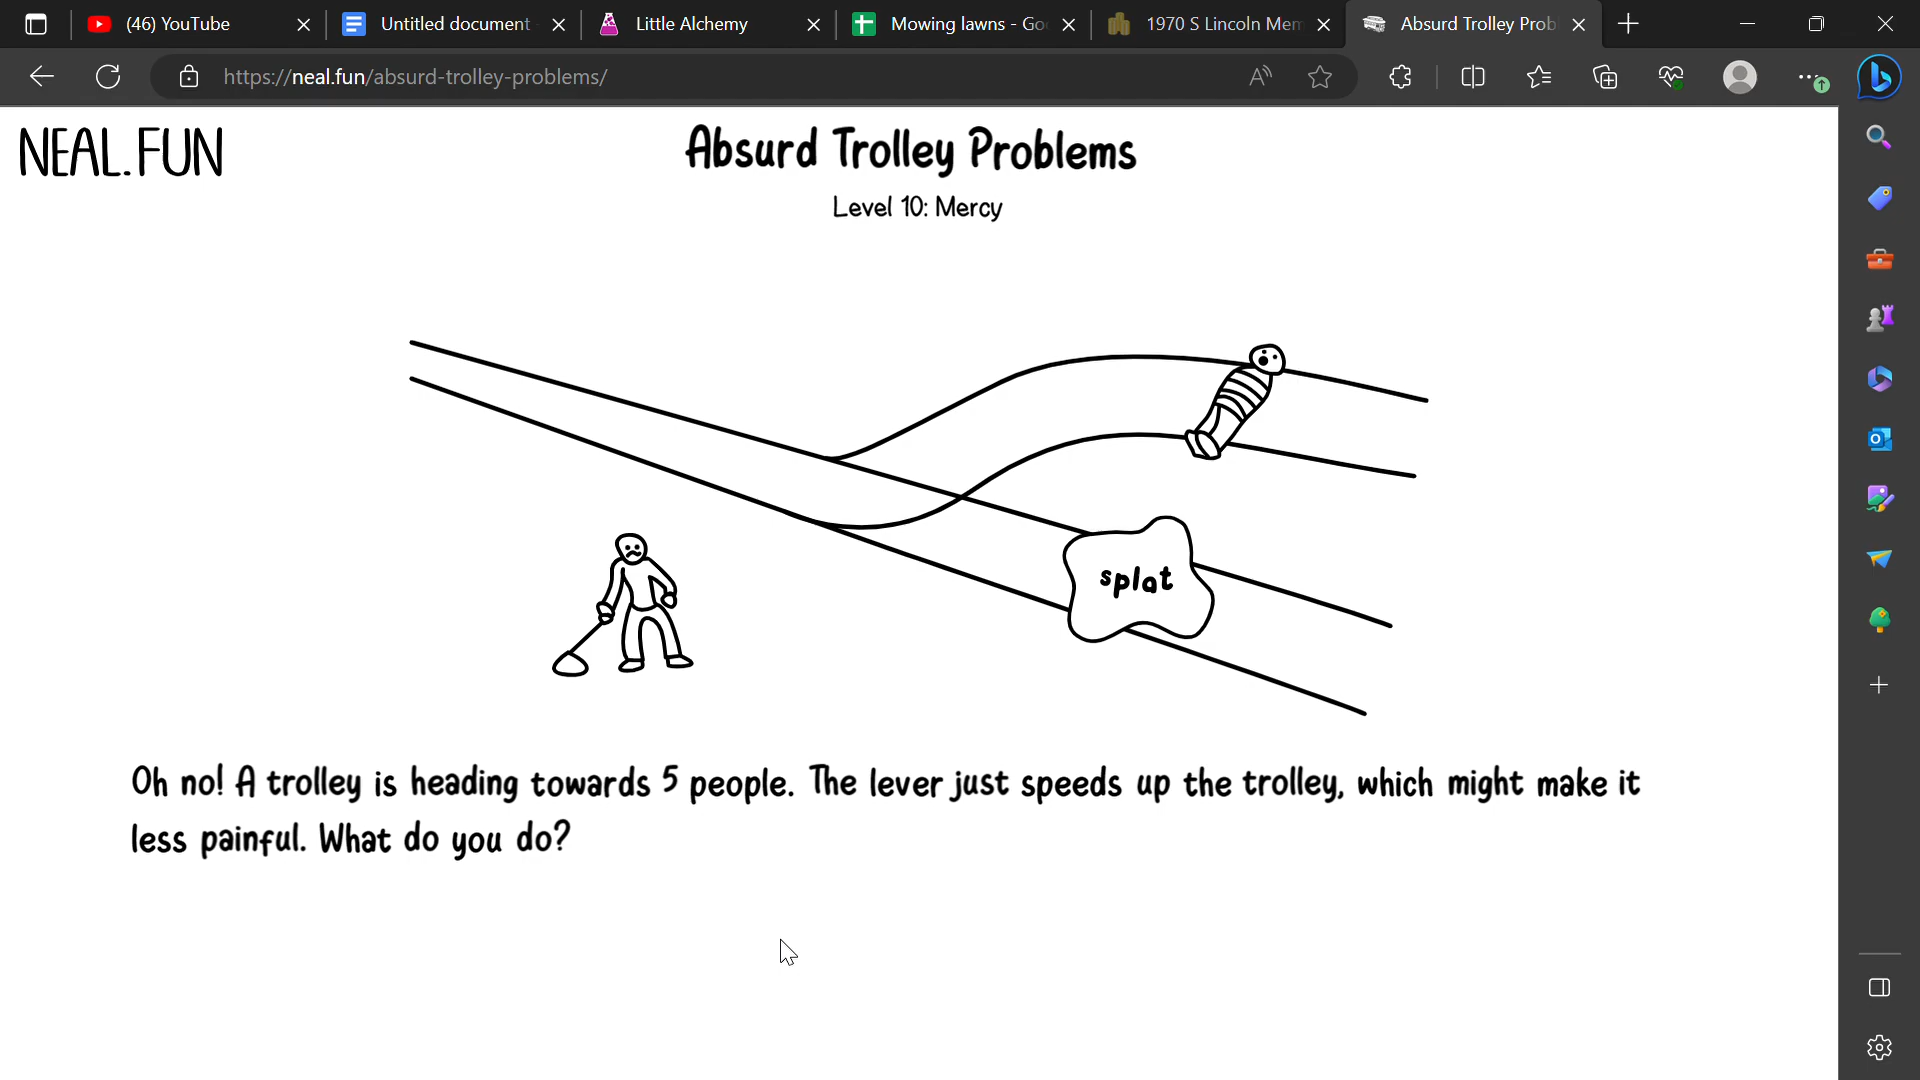 (46) YouTube
Untitled document
Little Alchemy
Mowing lawns - Go
1970 S Lincoln Mem
Absurd Trolley Prob
https://neal.fun/absurd-trolley-problems/
NEAL.FUN
Absurd Trolley Problems
Level 10: Mercy
splat
Oh no! A trolley is heading towards 5 people. The lever just speeds up the trolley, which might make it
less painful. What do you do?